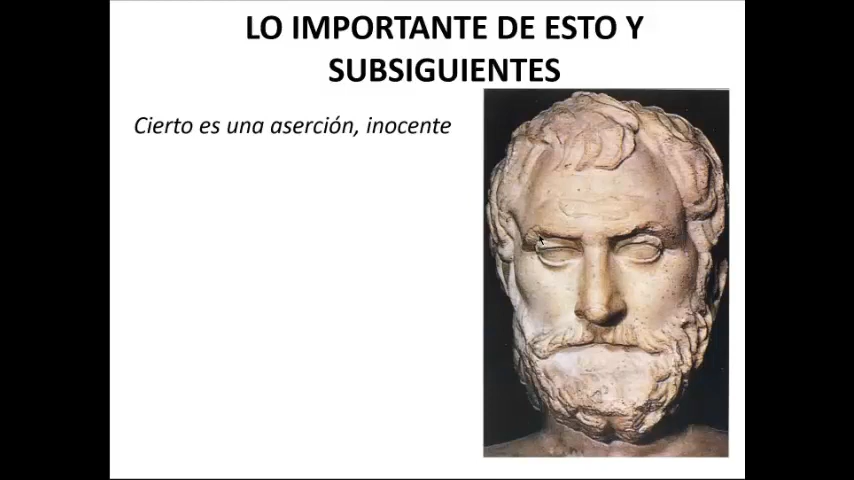 LO IMPORTANTE DE ESTO Y
SUBSIGUIENTES
Cierto es una aserción, inocente